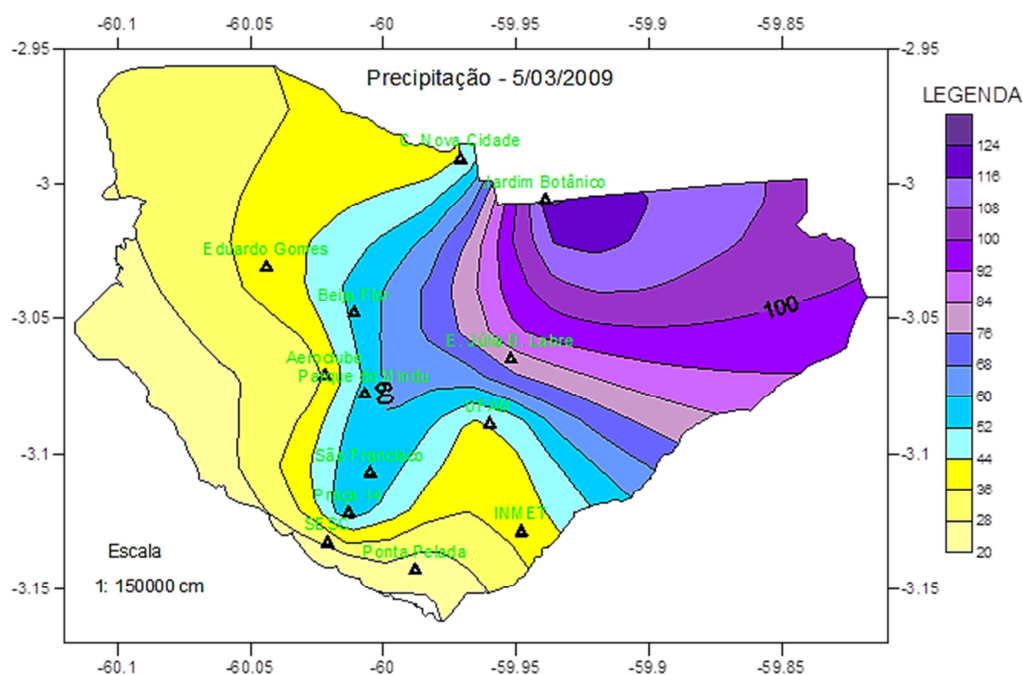 -60.1 -60.05 -60 -59.95 -59.9 -59.85
-2.95 -2.95
Precipitação - 5/03/2009
LEGENDA
C. Nova Cidade
124
116
108
100
92
84
76
68
60
52
44
36
28
20
-3 -3
Jardim Botânico
Eduardo Gomes
Beija Flor
100
-3.05 -3.05
E. Júlia B. Labre
Aeroclube
Parque do Mindu
60
UFAM
-3.1 -3.1
São Francisco
Praça 14
SESC
INMET
Ponta Pelada
Escala
1: 150000 cm
-3.15 -3.15
-60.1 -60.05 -60 -59.95 -59.9 -59.85